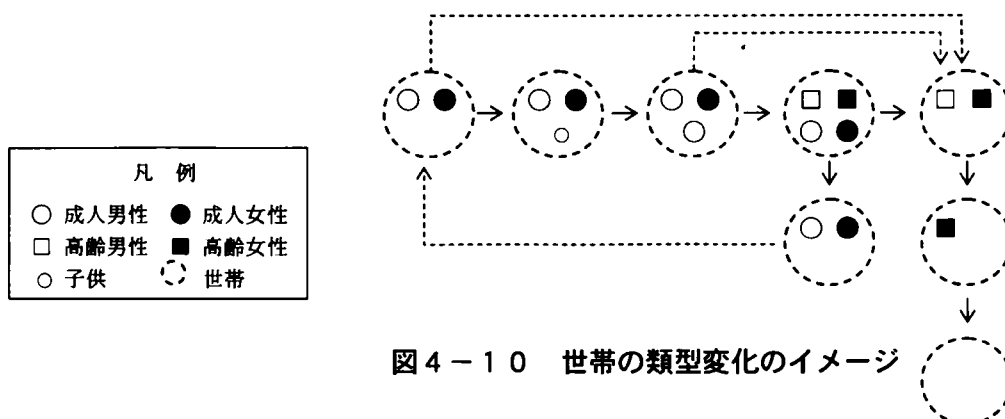 凡 例
○ 成人男性 ● 成人女性
□ 高齢男性 ■ 高齢女性
○ 子供 世帯
図4-10 世帯の類型変化のイメージ